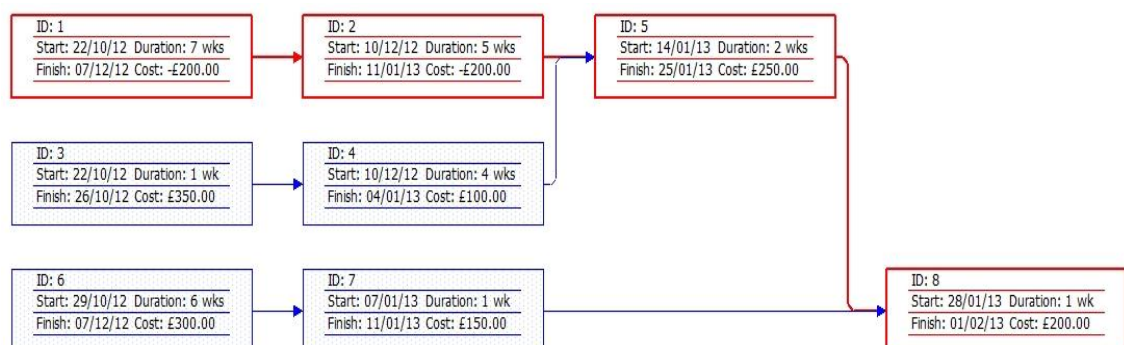 ID: 1
Start: 22/10/12 Duration: 7 wks
Finish: 07/12/12 Cost: -£200.00
ID: 2
Start: 10/12/12 Duration: 5 wks
Finish: 11/01/13 Cost: -£200.00
ID: 5
Start: 14/01/13 Duration: 2 wks
Finish: 25/01/13 Cost: £250.00
ID: 3
Start: 22/10/12 Duration: 1 wk
Finish: 26/10/12 Cost: £350.00
ID: 4
Start: 10/12/12 Duration: 4 wks
Finish: 04/01/13 Cost: £100.00
ID: 6
Start: 29/10/12 Duration: 6 wks
Finish: 07/12/12 Cost: £300.00
ID: 7
Start: 07/01/13 Duration: 1 wk
Finish: 11/01/13 Cost: £150.00
ID: 8
Start: 28/01/13 Duration: 1 wk
Finish: 01/02/13 Cost: £200.00